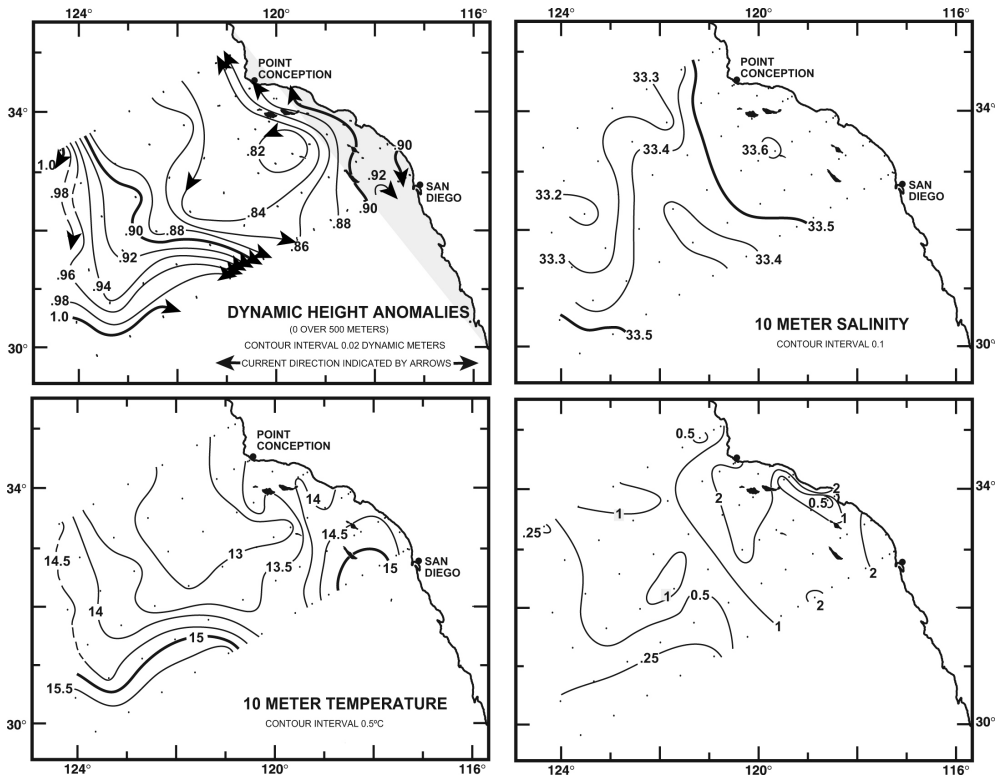 124° 120° 116°
124° 120° 116°
POINT
CONCEPTION
POINT
CONCEPTION
34°
34°
SAN
DIEGO
SAN
DIEGO
1.0
.98
.82
.90
.92
.90
.84
.88
.90
.88
.86
.92
.96
.94
.98
1.0
DYNAMIC HEIGHT ANOMALIES
(0 OVER 500 METERS)
CONTOUR INTERVAL 0.02 DYNAMIC METERS
CURRENT DIRECTION INDICATED BY ARROWS
30°
33.3
33.4
33.6
33.2
33.5
33.3
33.4
33.5
10 METER SALINITY
CONTOUR INTERVAL 0.1
30°
POINT
CONCEPTION
34°
14
14.5
14.5
13
13.5
15
SAN
DIEGO
14
15
15.5
10 METER TEMPERATURE
CONTOUR INTERVAL 0.5ºC
30°
124° 120° 116°
0.5
34°
2
2
0.5
1
1
.25
2
1
0.5
2
1
.25
30°
124° 120° 116°